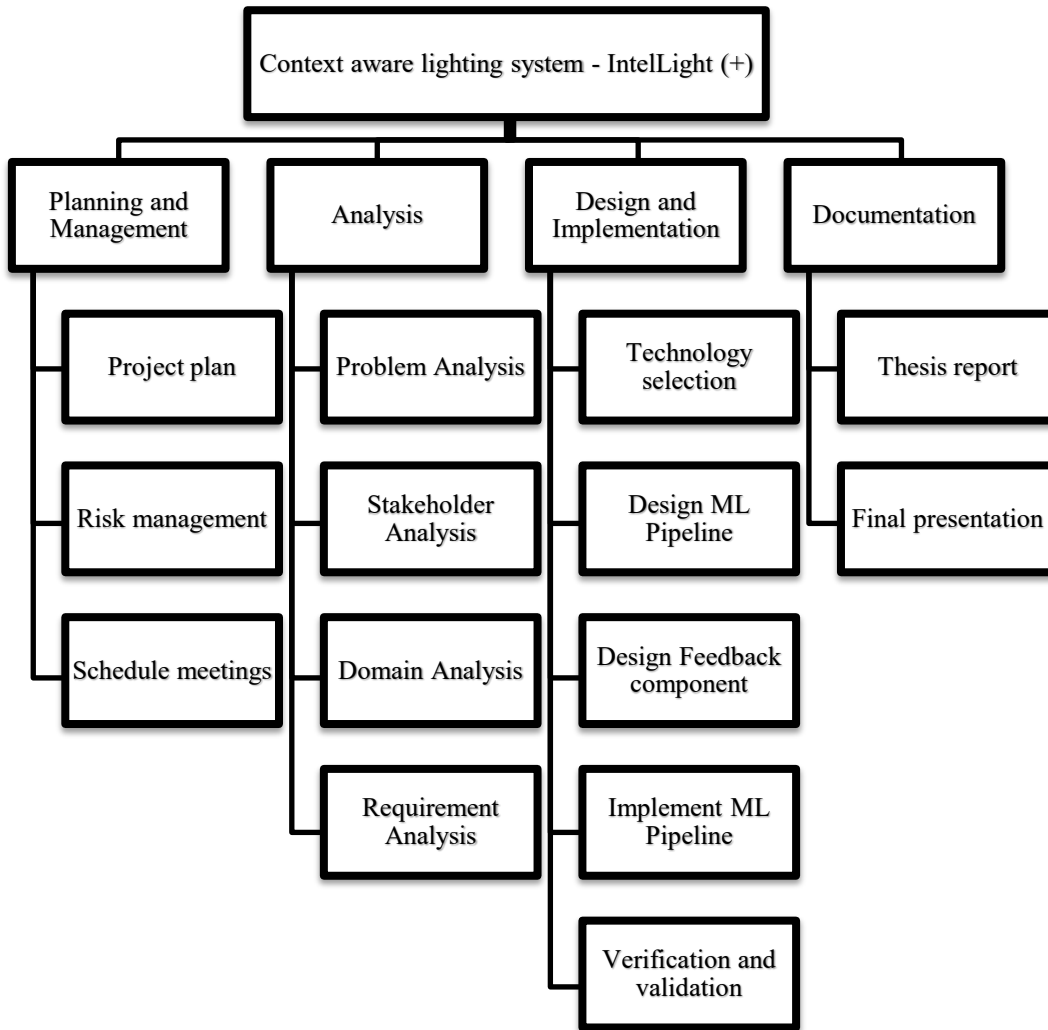 Context aware lighting system - IntelLight (+)
Planning and
Management
Analysis
Design and
Implementation
Documentation
Project plan
Risk management
Schedule meetings
Problem Analysis
Stakeholder
Analysis
Domain Analysis
Requirement
Analysis
Technology
selection
Design ML
Pipeline
Design Feedback
component
Implement ML
Pipeline
Verification and
validation
Thesis report
Final presentation